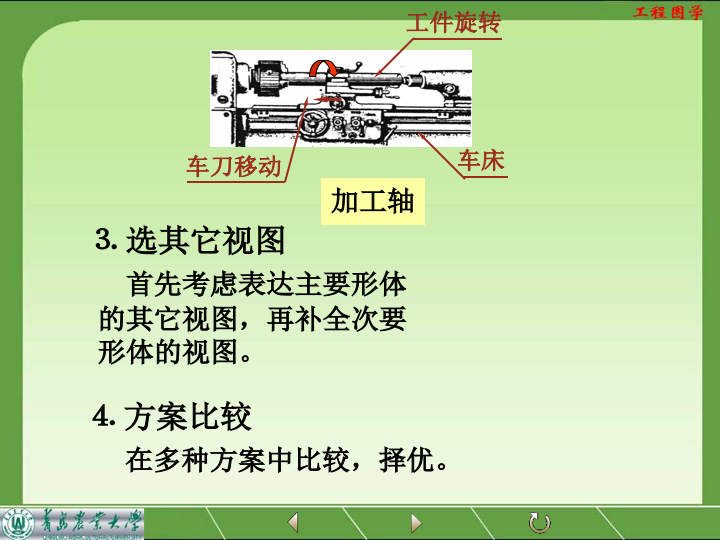 工程图学
工件旋转
车刀移动
车床
加工轴
3. 选其它视图
首先考虑表达主要形体
的其它视图，再补全次要
形体的视图。
4. 方案比较
在多种方案中比较，择优。
青岛农业大学